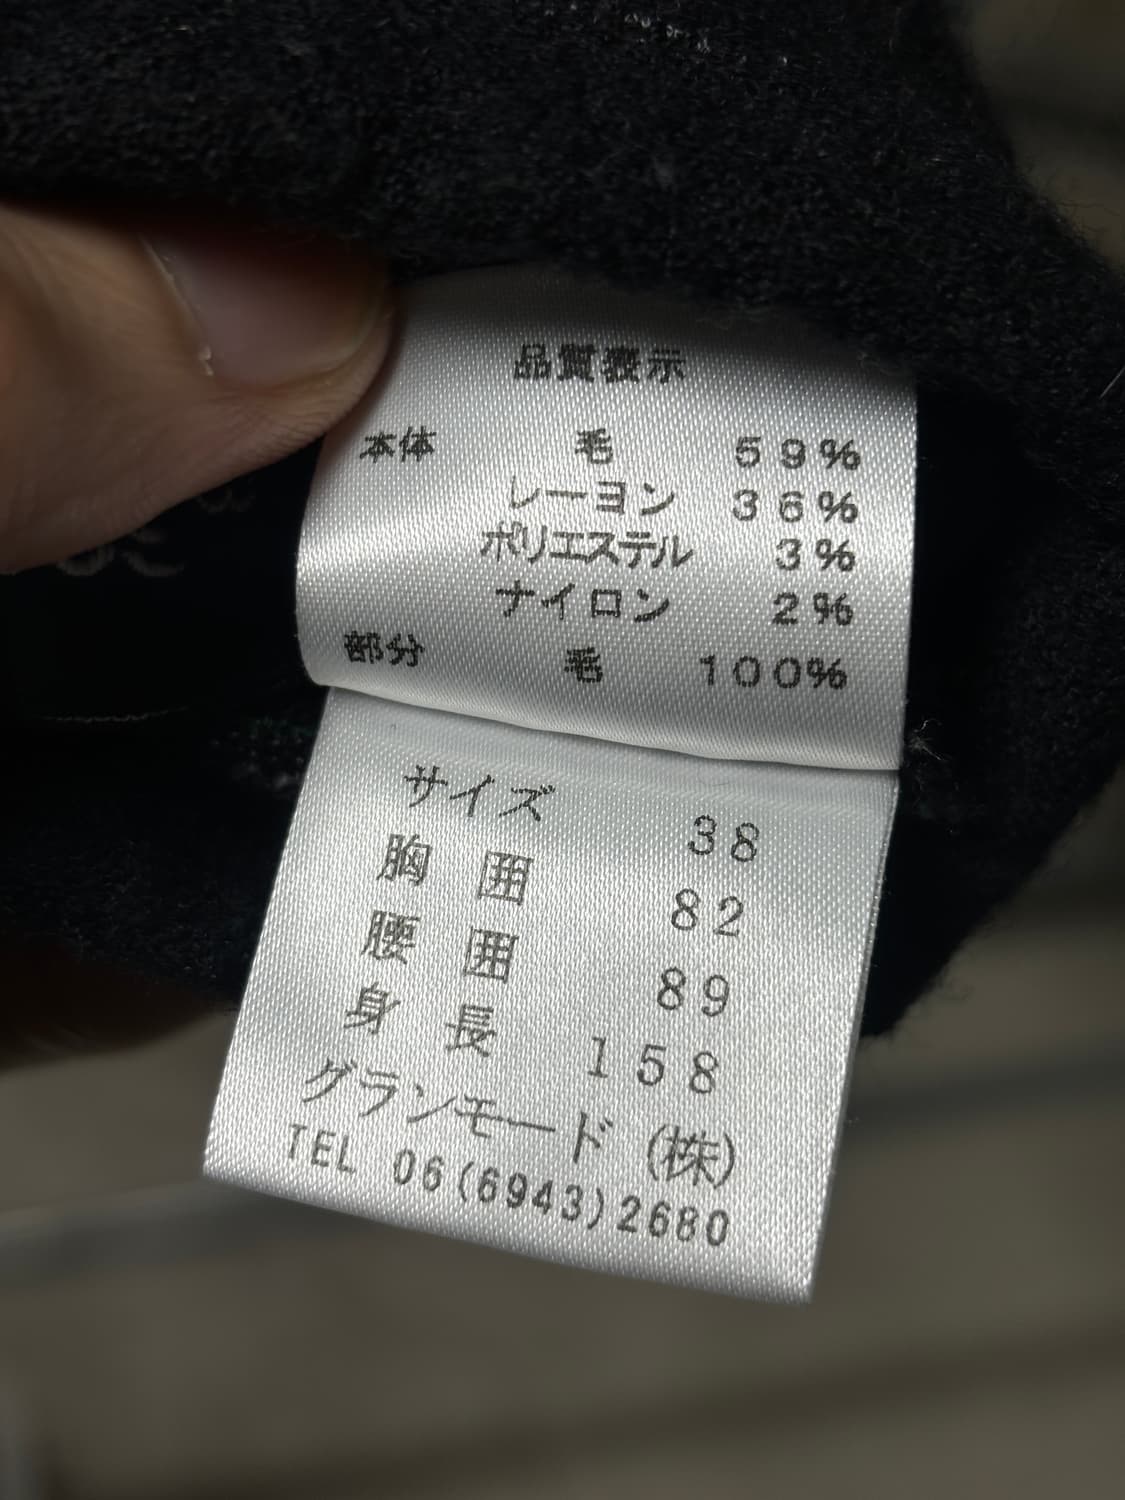 品質表示
本体 毛 59%
レーヨン 36%
ポリエステル 3%
ナイロン 2%
部分 毛 100%
サイズ 38
胸囲 82
腰囲 89
身長 158
グランモード(株)
TEL 06(6943)2680